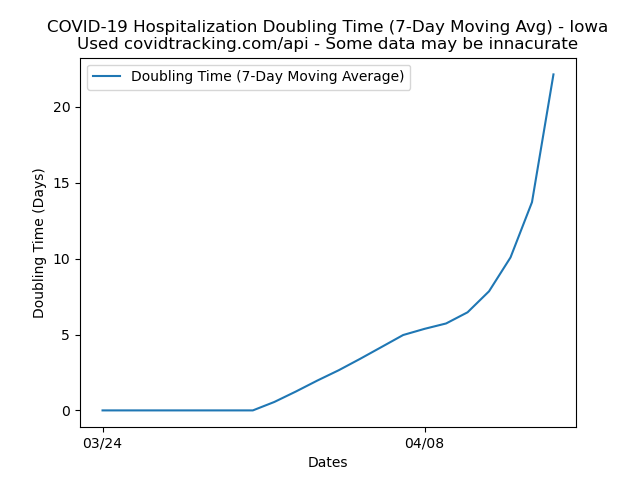 COVID-19 Hospitalization Doubling Time (7-Day Moving Avg) - Iowa
Used covidtracking.com/api - Some data may be innacurate
Doubling Time (7-Day Moving Average)
20
15
10
5
0
Doubling Time (Days)
03/24
04/08
Dates